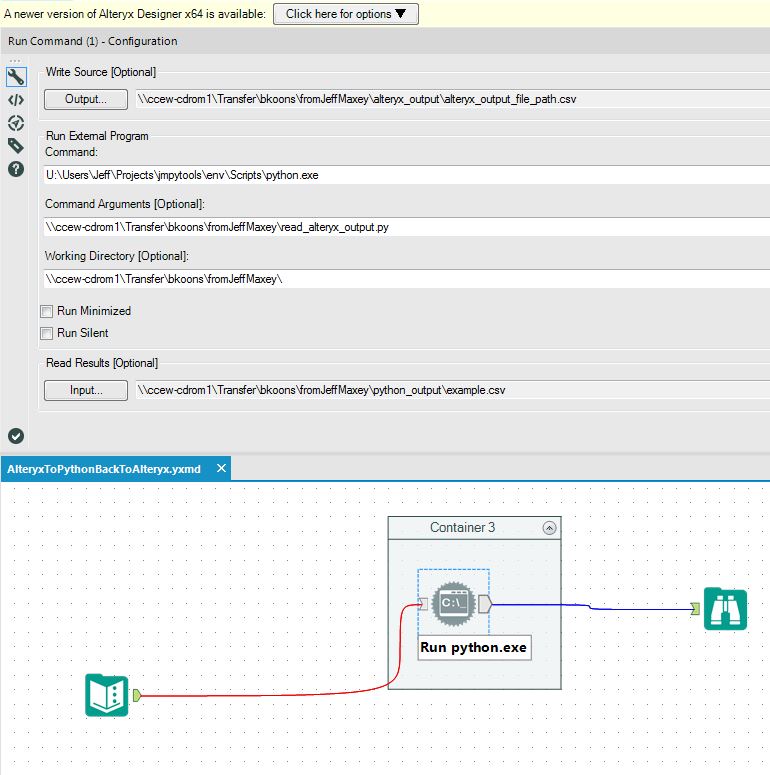 A newer version of Alteryx Designer x64 is available: Click here for options ▼
Run Command (1) - Configuration
Write Source [Optional]
Output... \\ccew-cdrom1\Transfer\bkoons\fromJeffMaxey\alteryx_output\alteryx_output_file_path.csv
Run External Program
Command:
U:\Users\Jeff\Projects\jmpytools\env\Scripts\python.exe
Command Arguments [Optional]:
\\ccew-cdrom1\Transfer\bkoons\fromJeffMaxey\read_alteryx_output.py
Working Directory [Optional]:
\\ccew-cdrom1\Transfer\bkoons\fromJeffMaxey\
Run Minimized
Run Silent
Read Results [Optional]
Input... \\ccew-cdrom1\Transfer\bkoons\fromJeffMaxey\python_output\example.csv
AlteryxToPythonBackToAlteryx.yxmd ✕
Container 3
C:\_
Run python.exe